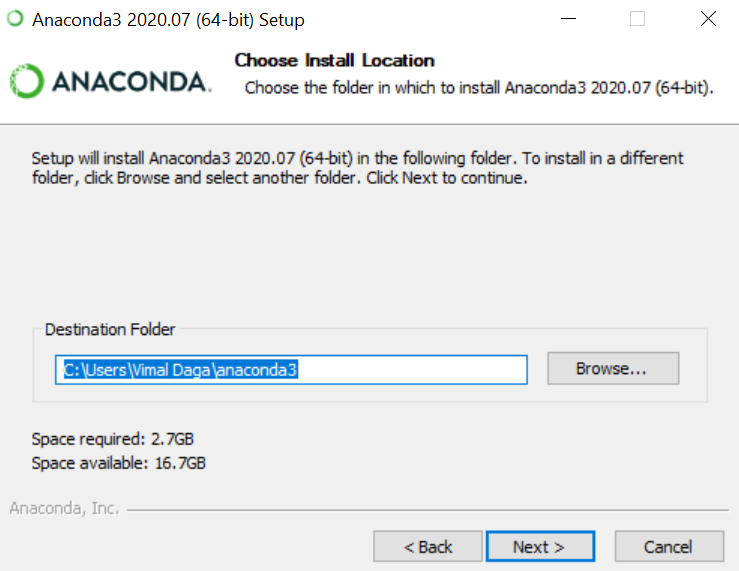 Anaconda3 2020.07 (64-bit) Setup
Choose Install Location
ANACONDA.
Choose the folder in which to install Anaconda3 2020.07 (64-bit).
Setup will install Anaconda3 2020.07 (64-bit) in the following folder. To install in a different
folder, click Browse and select another folder. Click Next to continue.
Destination Folder
C:\Users\Vimal Daga\anaconda3
Browse...
Space required: 2.7GB
Space available: 16.7GB
Anaconda, Inc.
< Back
Next >
Cancel